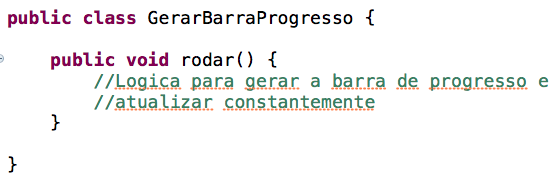 public class GerarBarraProgresso {
public void rodar() {
//Logica para gerar a barra de progresso e
//atualizar constantemente
}
}